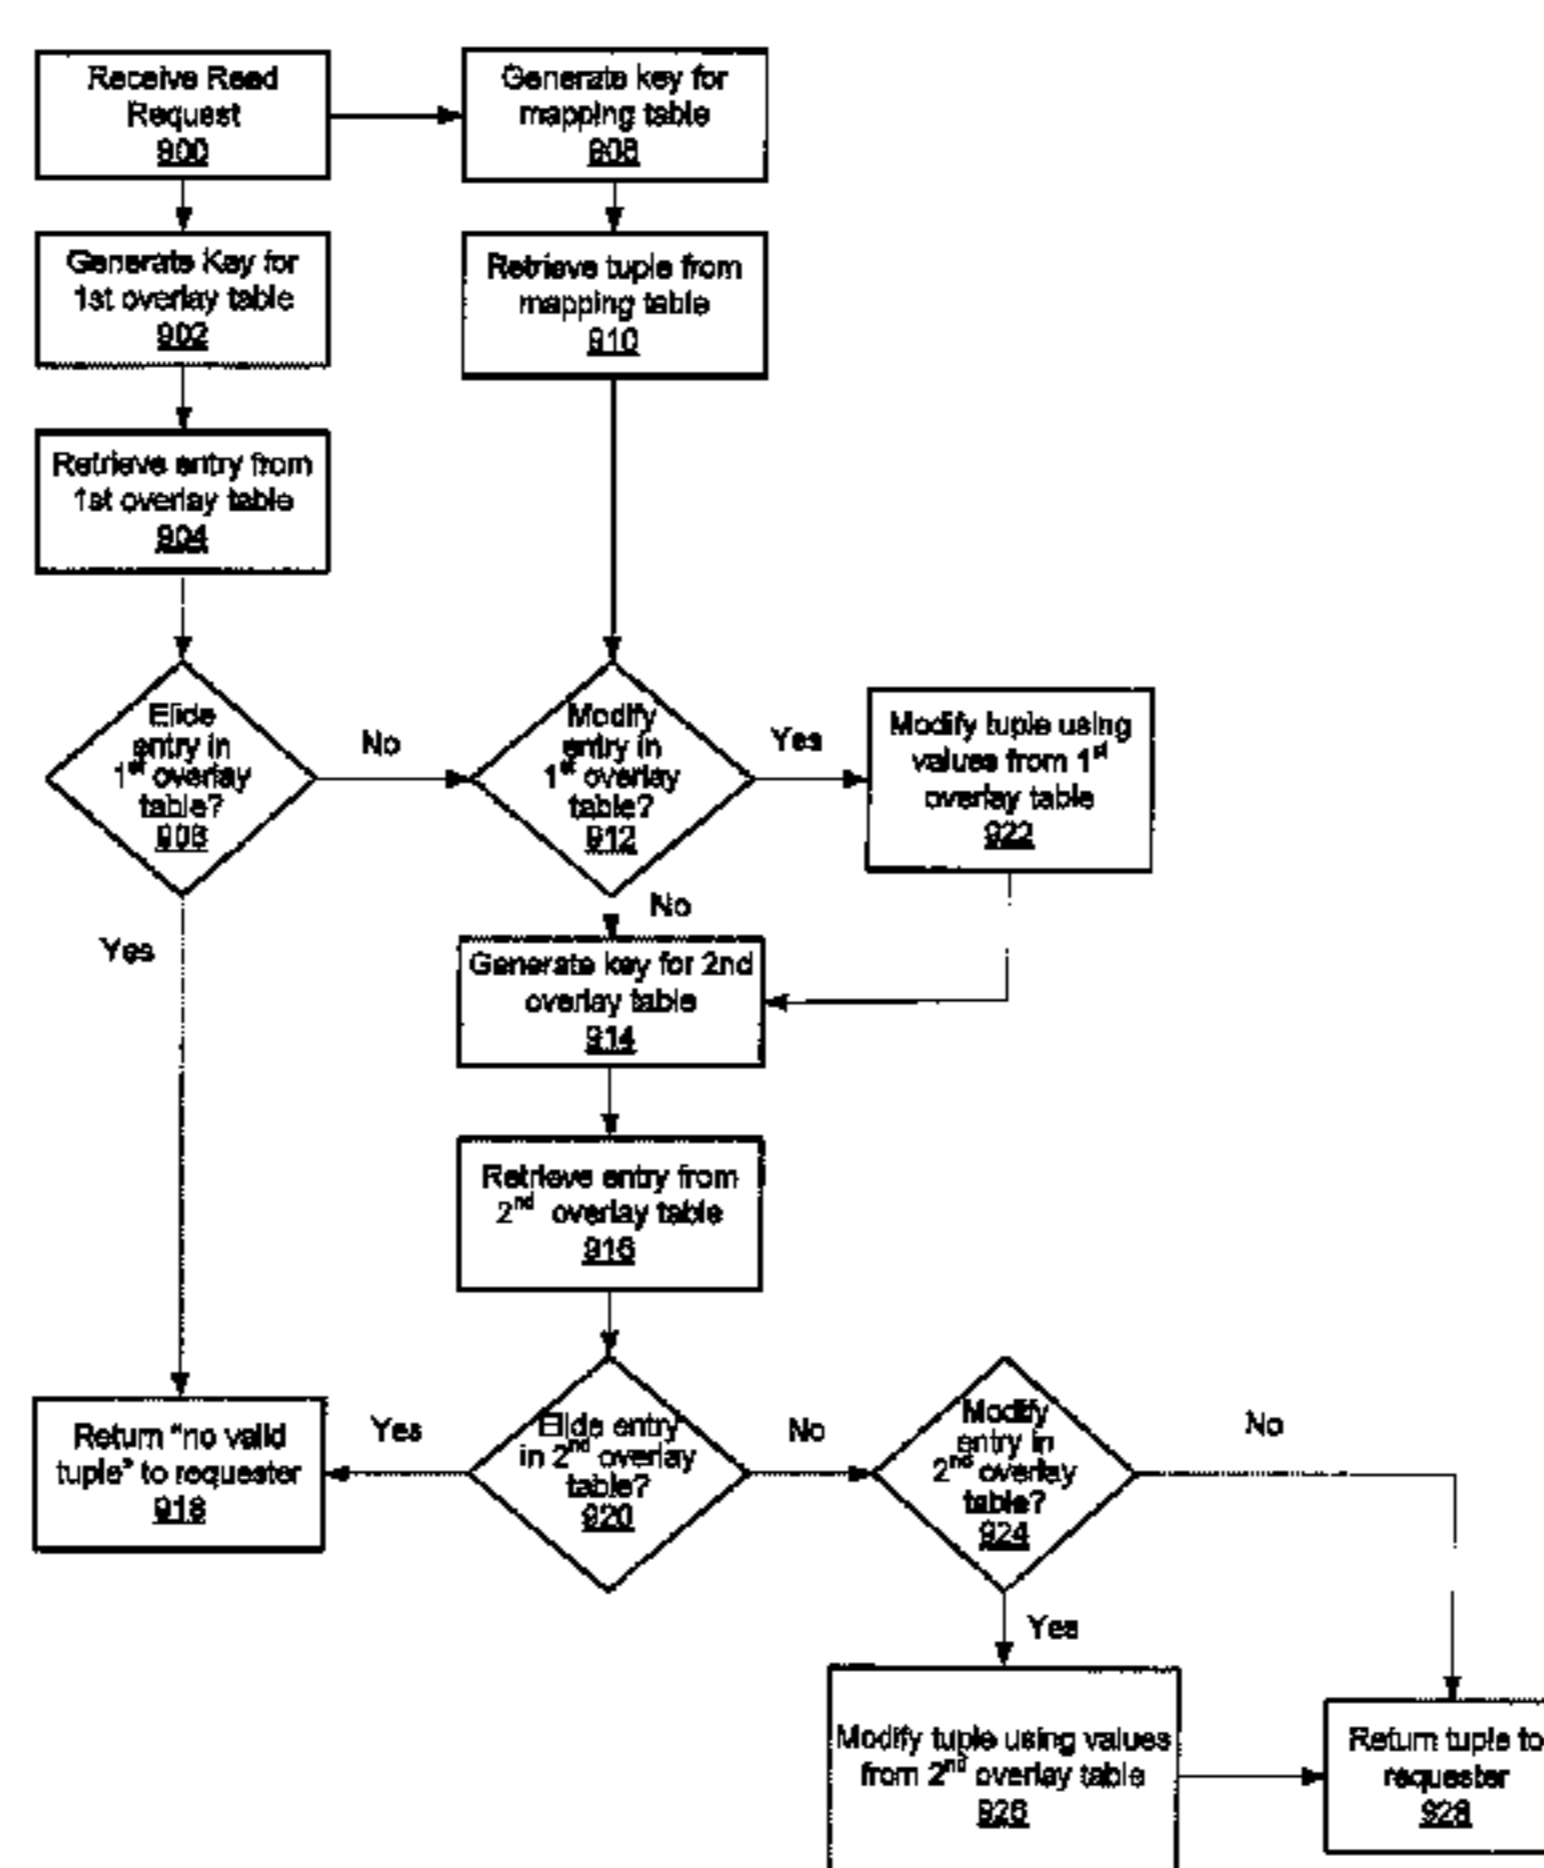 Receive Read
Request
900
Generate key for
mapping table
908
Generate Key for
1st overlay table
902
Retrieve tuple from
mapping table
910
Retrieve entry from
1st overlay table
904
Elide
entry in
1st overlay
table?
906
No
Modify
entry in
1st overlay
table?
912
Yes
Modify tuple using
values from 1st
overlay table
922
No
Yes
Generate key for 2nd
overlay table
914
Retrieve entry from
2nd overlay table
916
Return "no valid
tuple" to requester
918
Yes
Elide entry
in 2nd overlay
table?
920
No
Modify
entry in
2nd overlay
table?
924
No
Yes
Modify tuple using values
from 2nd overlay table
926
Return tuple to
requester
928